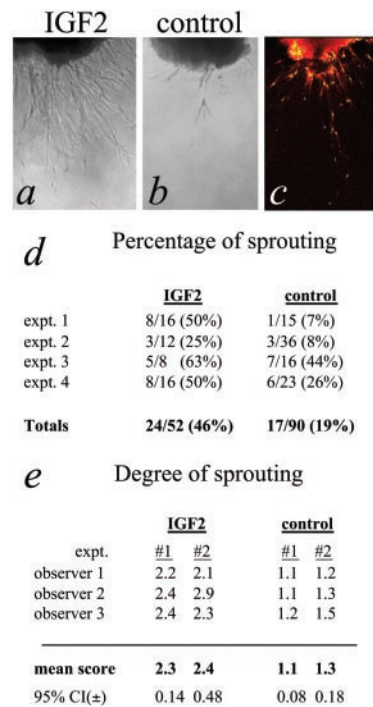 IGF2 control
a b c
d Percentage of sprouting
IGF2 control
expt. 1 8/16 (50%) 1/15 (7%)
expt. 2 3/12 (25%) 3/36 (8%)
expt. 3 5/8 (63%) 7/16 (44%)
expt. 4 8/16 (50%) 6/23 (26%)
Totals 24/52 (46%) 17/90 (19%)
e Degree of sprouting
IGF2 control
expt. #1 #2 #1 #2
observer 1 2.2 2.1 1.1 1.2
observer 2 2.4 2.9 1.1 1.3
observer 3 2.4 2.3 1.2 1.5
mean score 2.3 2.4 1.1 1.3
95% CI(±) 0.14 0.48 0.08 0.18